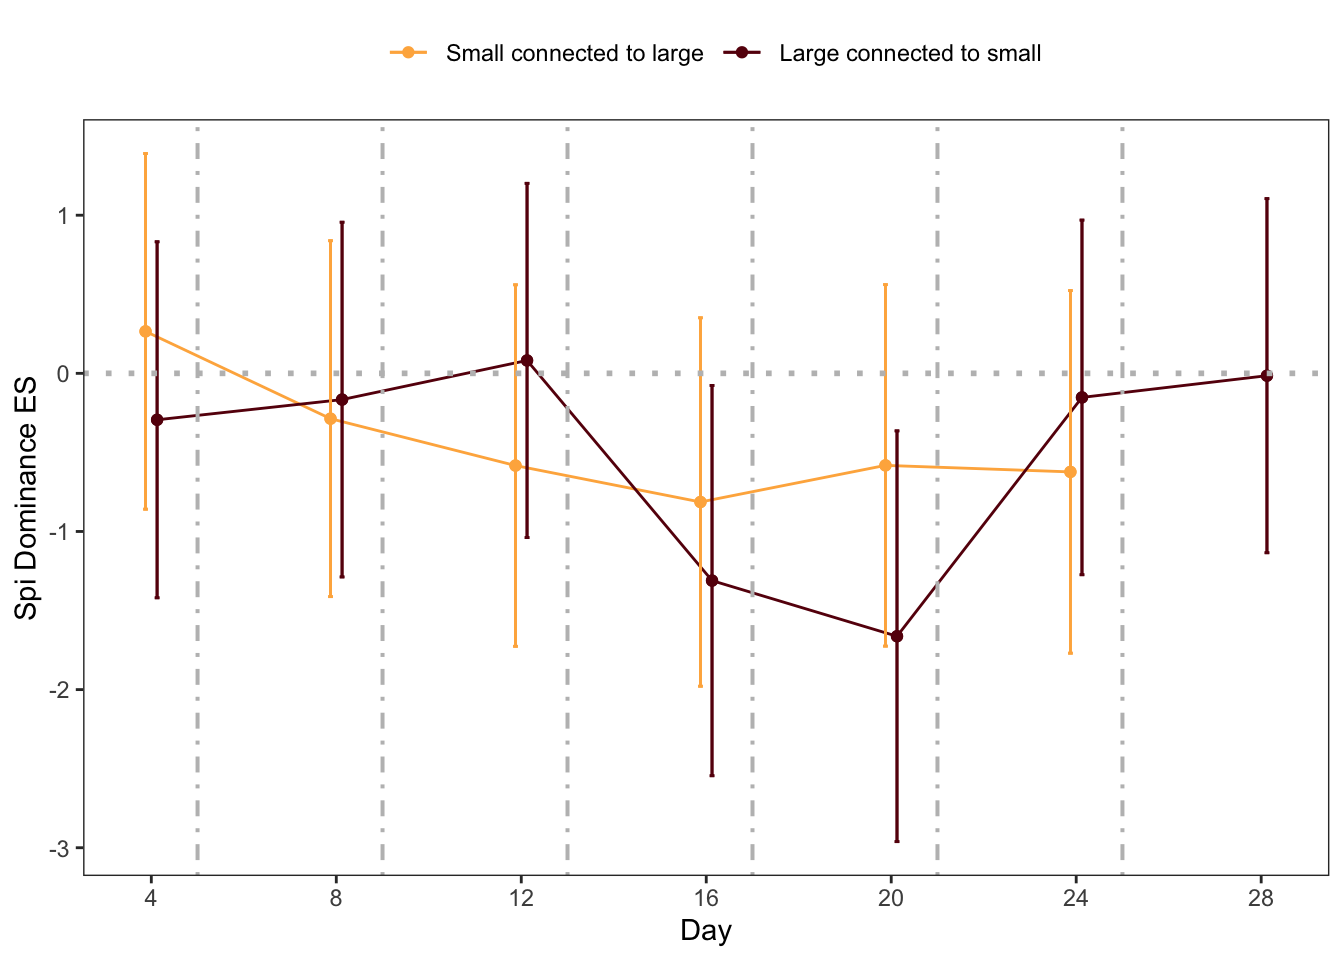 Small connected to large Large connected to small
Spi Dominance ES
1
0
-1
-2
-3
4 8 12 16 20 24 28
Day